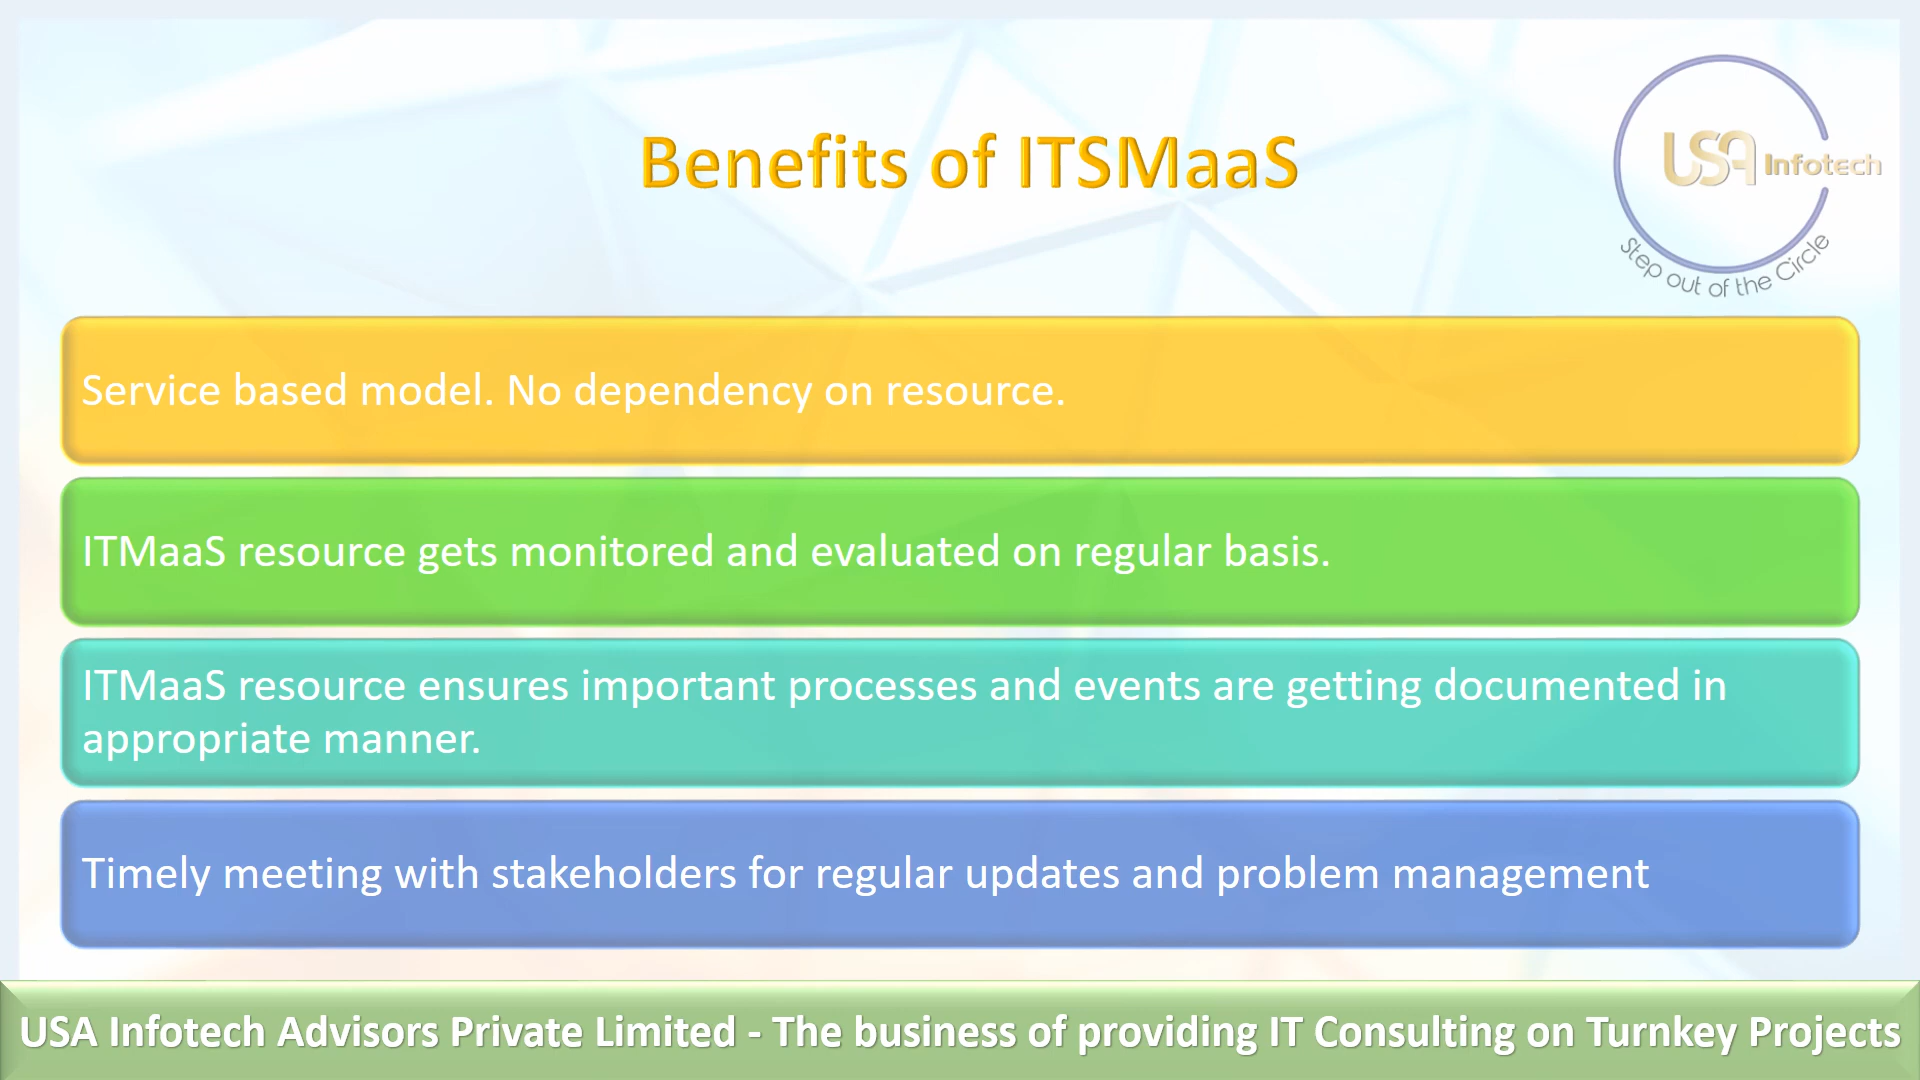 Benefits of ITSMaaS
USA Infotech
Step out of the Circle
Service based model. No dependency on resource.
ITMaaS resource gets monitored and evaluated on regular basis.
ITMaaS resource ensures important processes and events are getting documented in
appropriate manner.
Timely meeting with stakeholders for regular updates and problem management
USA Infotech Advisors Private Limited - The business of providing IT Consulting on Turnkey Projects